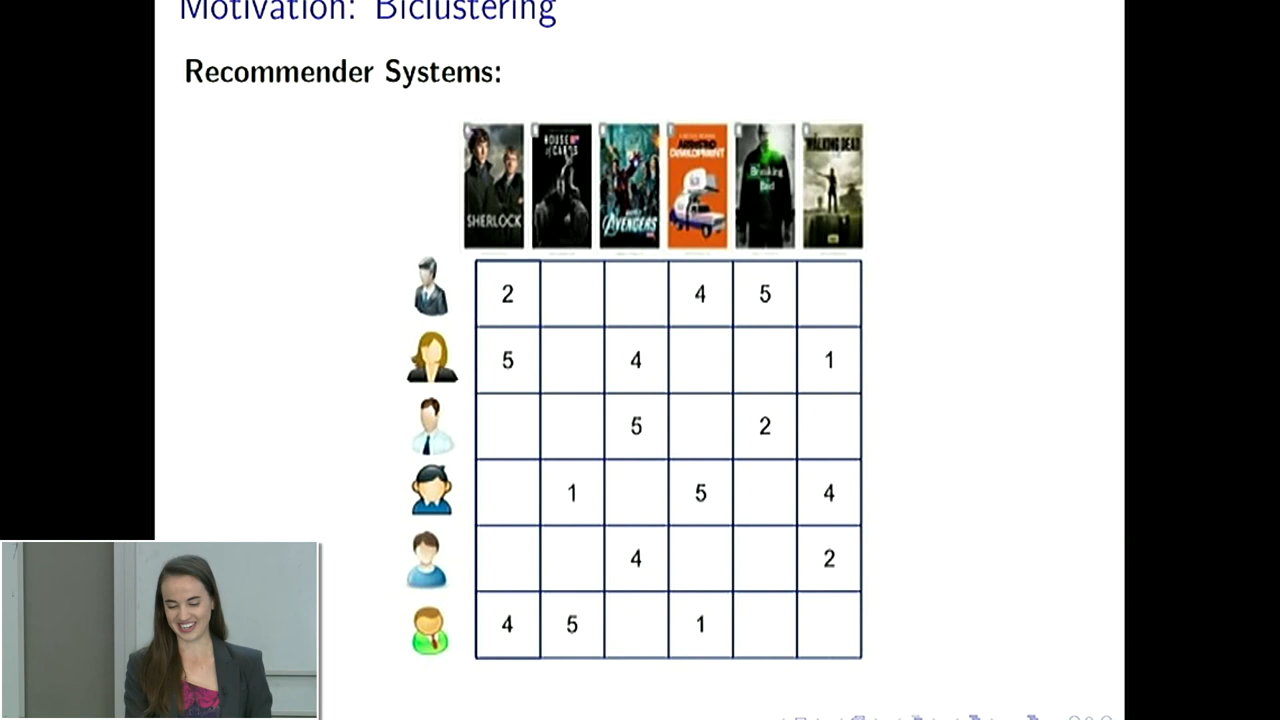 Motivation: Biclustering
Recommender Systems:
SHERLOCK
HOUSE
of CARDS
AVENGERS
ARRESTED
DEVELOPMENT
Breaking
Bad
WALKING DEAD
2 4 5
5 4 1
5 2
1 5 4
4 2
4 5 1